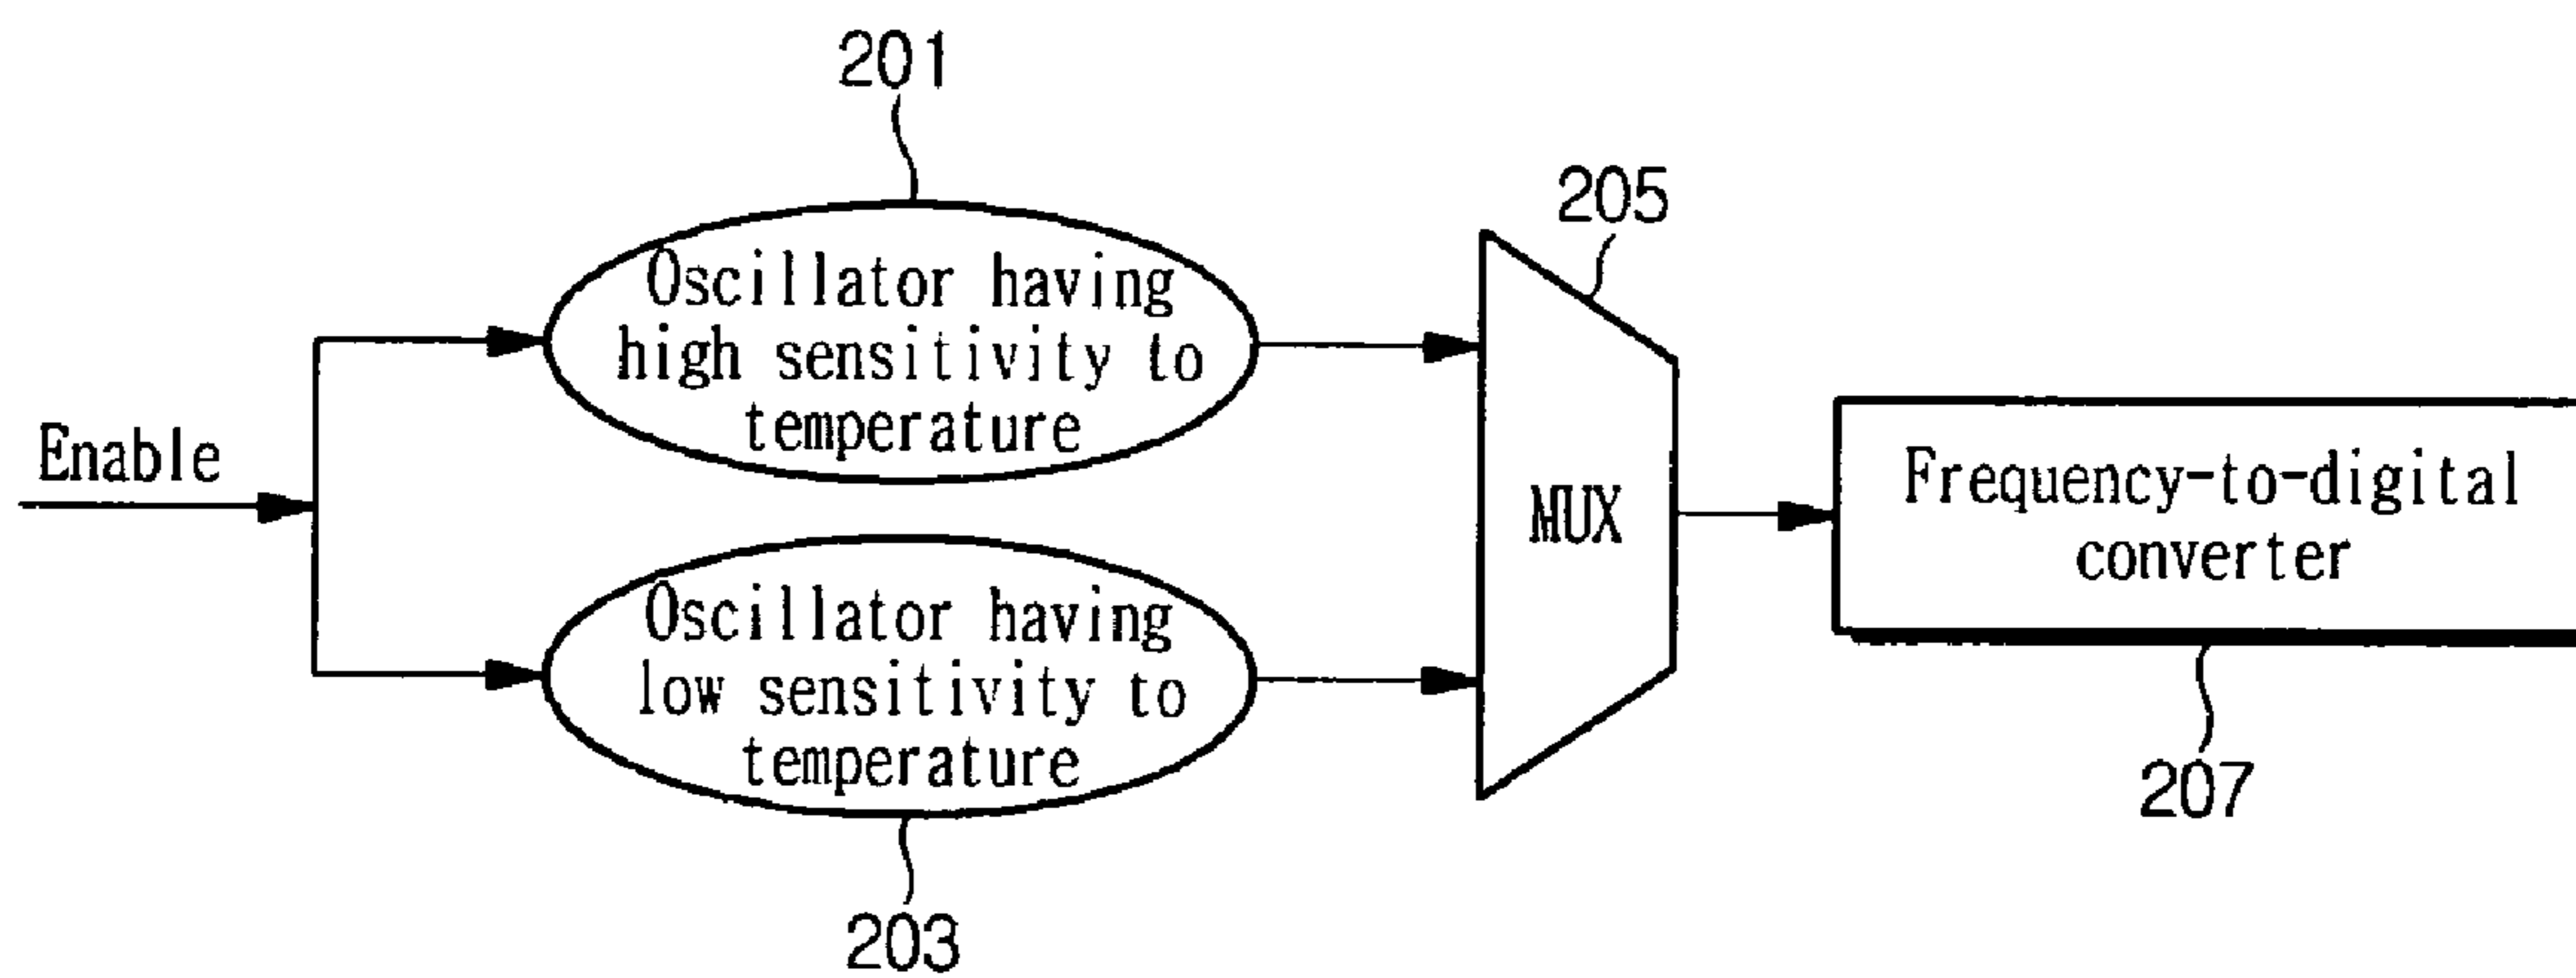 201
Oscillator having
high sensitivity to
temperature
205
Enable
MUX
Frequency-to-digital
converter
Oscillator having
low sensitivity to
temperature
207
203